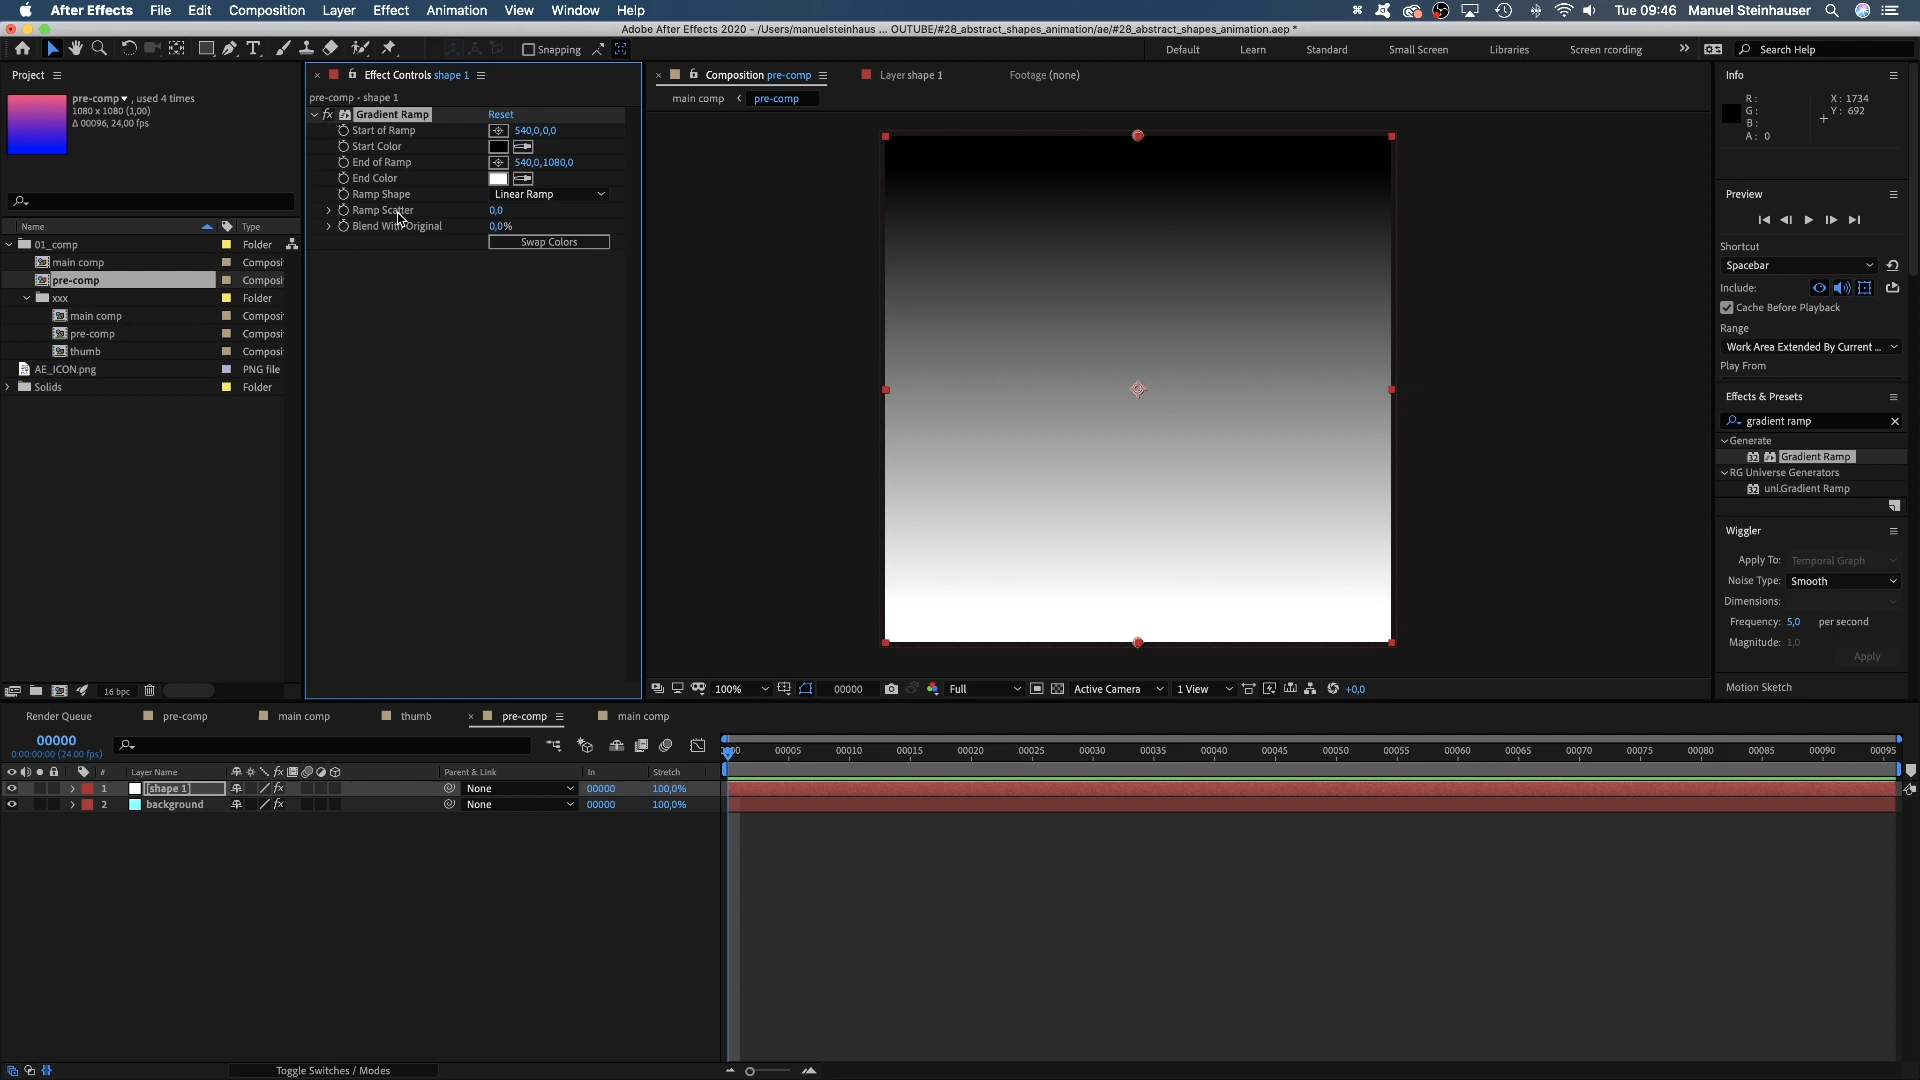 After Effects File Edit Composition Layer Effect Animation View Window Help Tue 09:46 Manuel Steinhauser
Adobe After Effects 2020 - /Users/manuelsteinhaus ... OUTUBE/#28_abstract_shapes_animation/ae/#28_abstract_shapes_animation.aep *
Snapping Default Learn Standard Small Screen Libraries Screen rcording Search Help
Project
pre-comp , used 4 times
1080 x 1080 (1,00)
Δ 00096, 24,00 fps
Name Type
01_comp Folder
main comp Composi
pre-comp Composi
xxx Folder
main comp Composi
pre-comp Composi
thumb Composi
AE_ICON.png PNG file
Solids Folder
16 bpc
Effect Controls shape 1
pre-comp • shape 1
fx Gradient Ramp Reset
Start of Ramp 540,0,0,0
Start Color
End of Ramp 540,0,1080,0
End Color
Ramp Shape Linear Ramp
Ramp Scatter 0,0
Blend With Original 0,0%
Swap Colors
Composition pre-comp Layer shape 1 Footage (none)
main comp pre-comp
100% 00000 Full Active Camera 1 View +0,0
Info
R: X: 1734
G: Y: 692
B:
A: 0
Preview
Shortcut
Spacebar
Include:
Cache Before Playback
Range
Work Area Extended By Current ...
Play From
Effects & Presets
gradient ramp
Generate
32 Gradient Ramp
RG Universe Generators
32 uni.Gradient Ramp
Wiggler
Apply To: Temporal Graph
Noise Type: Smooth
Dimensions:
Frequency: 5,0 per second
Magnitude: 1,0
Apply
Motion Sketch
Render Queue pre-comp main comp thumb pre-comp main comp
00000
0:00:00:00 (24.00 fps)
00005 00010 00015 00020 00025 00030 00035 00040 00045 00050 00055 00060 00065 00070 00075 00080 00085 00090 00095
# Layer Name fx Parent & Link In Stretch
1 [shape 1] fx None 00000 100,0%
2 background fx None 00000 100,0%
Toggle Switches / Modes